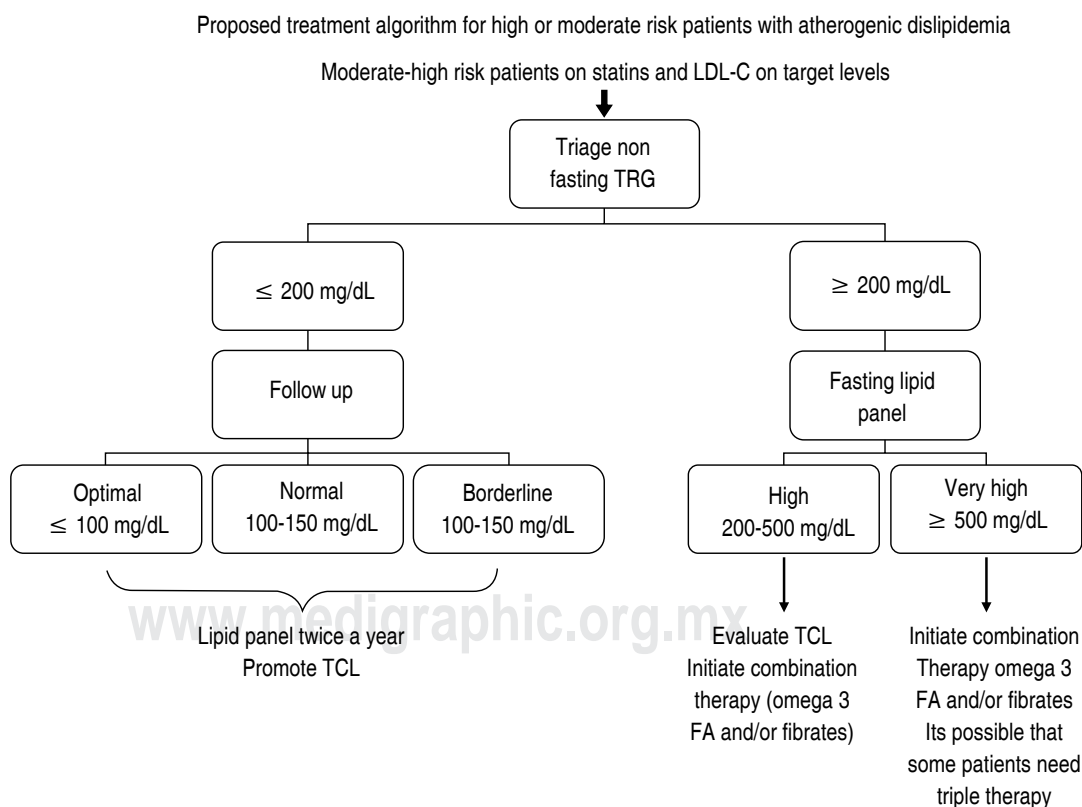 Proposed treatment algorithm for high or moderate risk patients with atherogenic dislipidemia
Moderate-high risk patients on statins and LDL-C on target levels
Triage non
fasting TRG
≤ 200 mg/dL
≥ 200 mg/dL
Follow up
Fasting lipid
panel
Optimal
≤ 100 mg/dL
Normal
100-150 mg/dL
Borderline
100-150 mg/dL
High
200-500 mg/dL
Very high
≥ 500 mg/dL
www.medigraphic.org.mx
Lipid panel twice a year
Promote TCL
Evaluate TCL
Initiate combination
therapy (omega 3
FA and/or fibrates)
Initiate combination
Therapy omega 3
FA and/or fibrates
Its possible that
some patients need
triple therapy